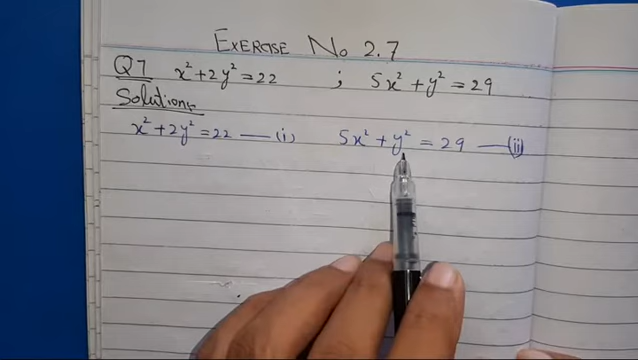 EXERCISE No 2.7
Q7 x² + 2y² = 22 ; 5x² + y² = 29
Solution:
x² + 2y² = 22 — (i) 5x² + y² = 29 — (ii)